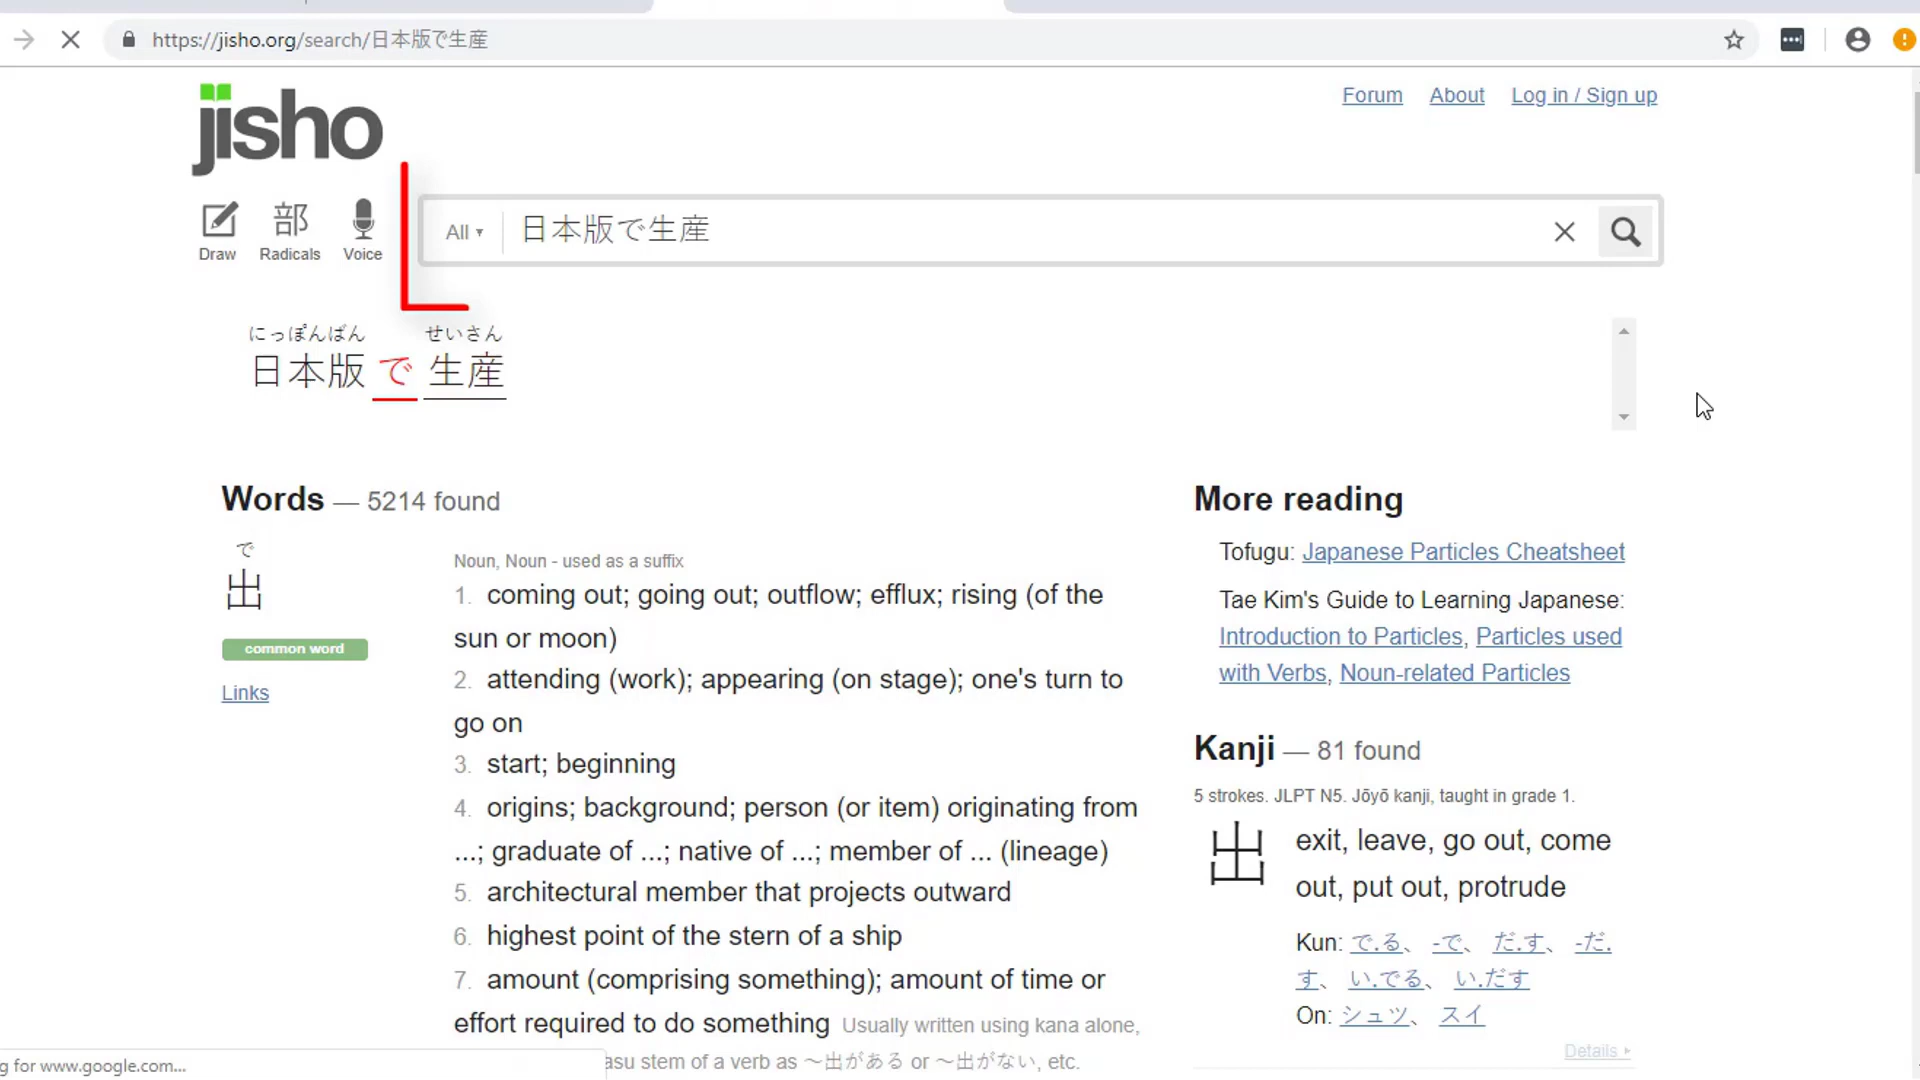 https://jisho.org/search/日本版で生産
jisho
Forum About Log in / Sign up
Draw 部 Radicals Voice
All 日本版で生産
にっぽんばん せいさん
日本版 で 生産
Words — 5214 found
で
出
common word
Links
Noun, Noun - used as a suffix
1. coming out; going out; outflow; efflux; rising (of the
sun or moon)
2. attending (work); appearing (on stage); one's turn to
go on
3. start; beginning
4. origins; background; person (or item) originating from
...; graduate of ...; native of ...; member of ... (lineage)
5. architectural member that projects outward
6. highest point of the stern of a ship
7. amount (comprising something); amount of time or
effort required to do something Usually written using kana alone,
asu stem of a verb as 〜出がある or 〜出がない, etc.
More reading
Tofugu: Japanese Particles Cheatsheet
Tae Kim's Guide to Learning Japanese:
Introduction to Particles, Particles used
with Verbs, Noun-related Particles
Kanji — 81 found
5 strokes. JLPT N5. Jōyō kanji, taught in grade 1.
出
exit, leave, go out, come
out, put out, protrude
Kun: で.る、 -で、 だ.す、 -だ.
す、 い.でる、 い.だす
On: シュツ、 スイ
Details
g for www.google.com...